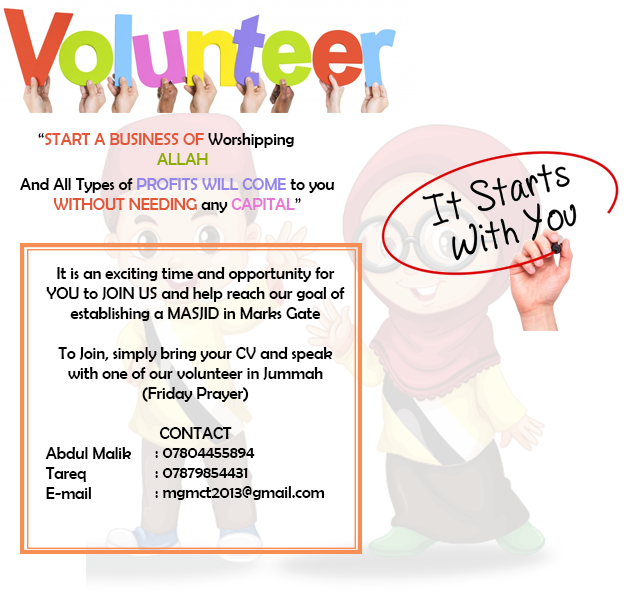 Volunteer
“START A BUSINESS OF Worshipping
ALLAH
And All Types of PROFITS WILL COME to you
WITHOUT NEEDING any CAPITAL”
It Starts
With You
It is an exciting time and opportunity for
YOU to JOIN US and help reach our goal of
establishing a MASJID in Marks Gate
To Join, simply bring your CV and speak
with one of our volunteer in Jummah
(Friday Prayer)
CONTACT
Abdul Malik : 07804455894
Tareq : 07879854431
E-mail : mgmct2013@gmail.com